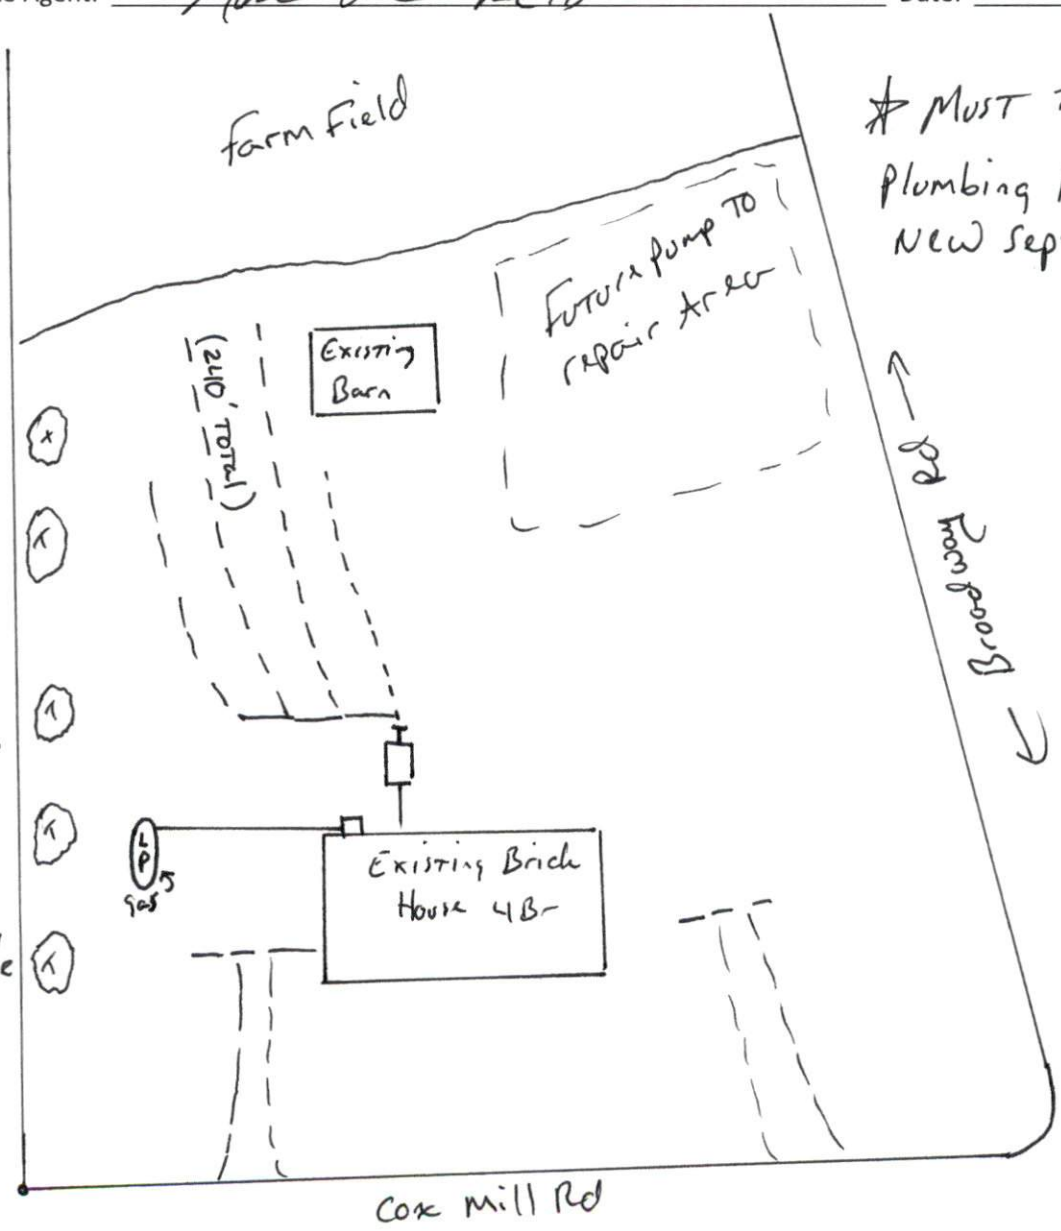 Date:
Farm Field
* MUST
Plumbing
New Sep
Future Pump To
repair Area
(240' TOTAL)
Existing
Barn
Broadway Rd
L
P
gas
Existing Brick
House 4Br
Cox Mill Rd